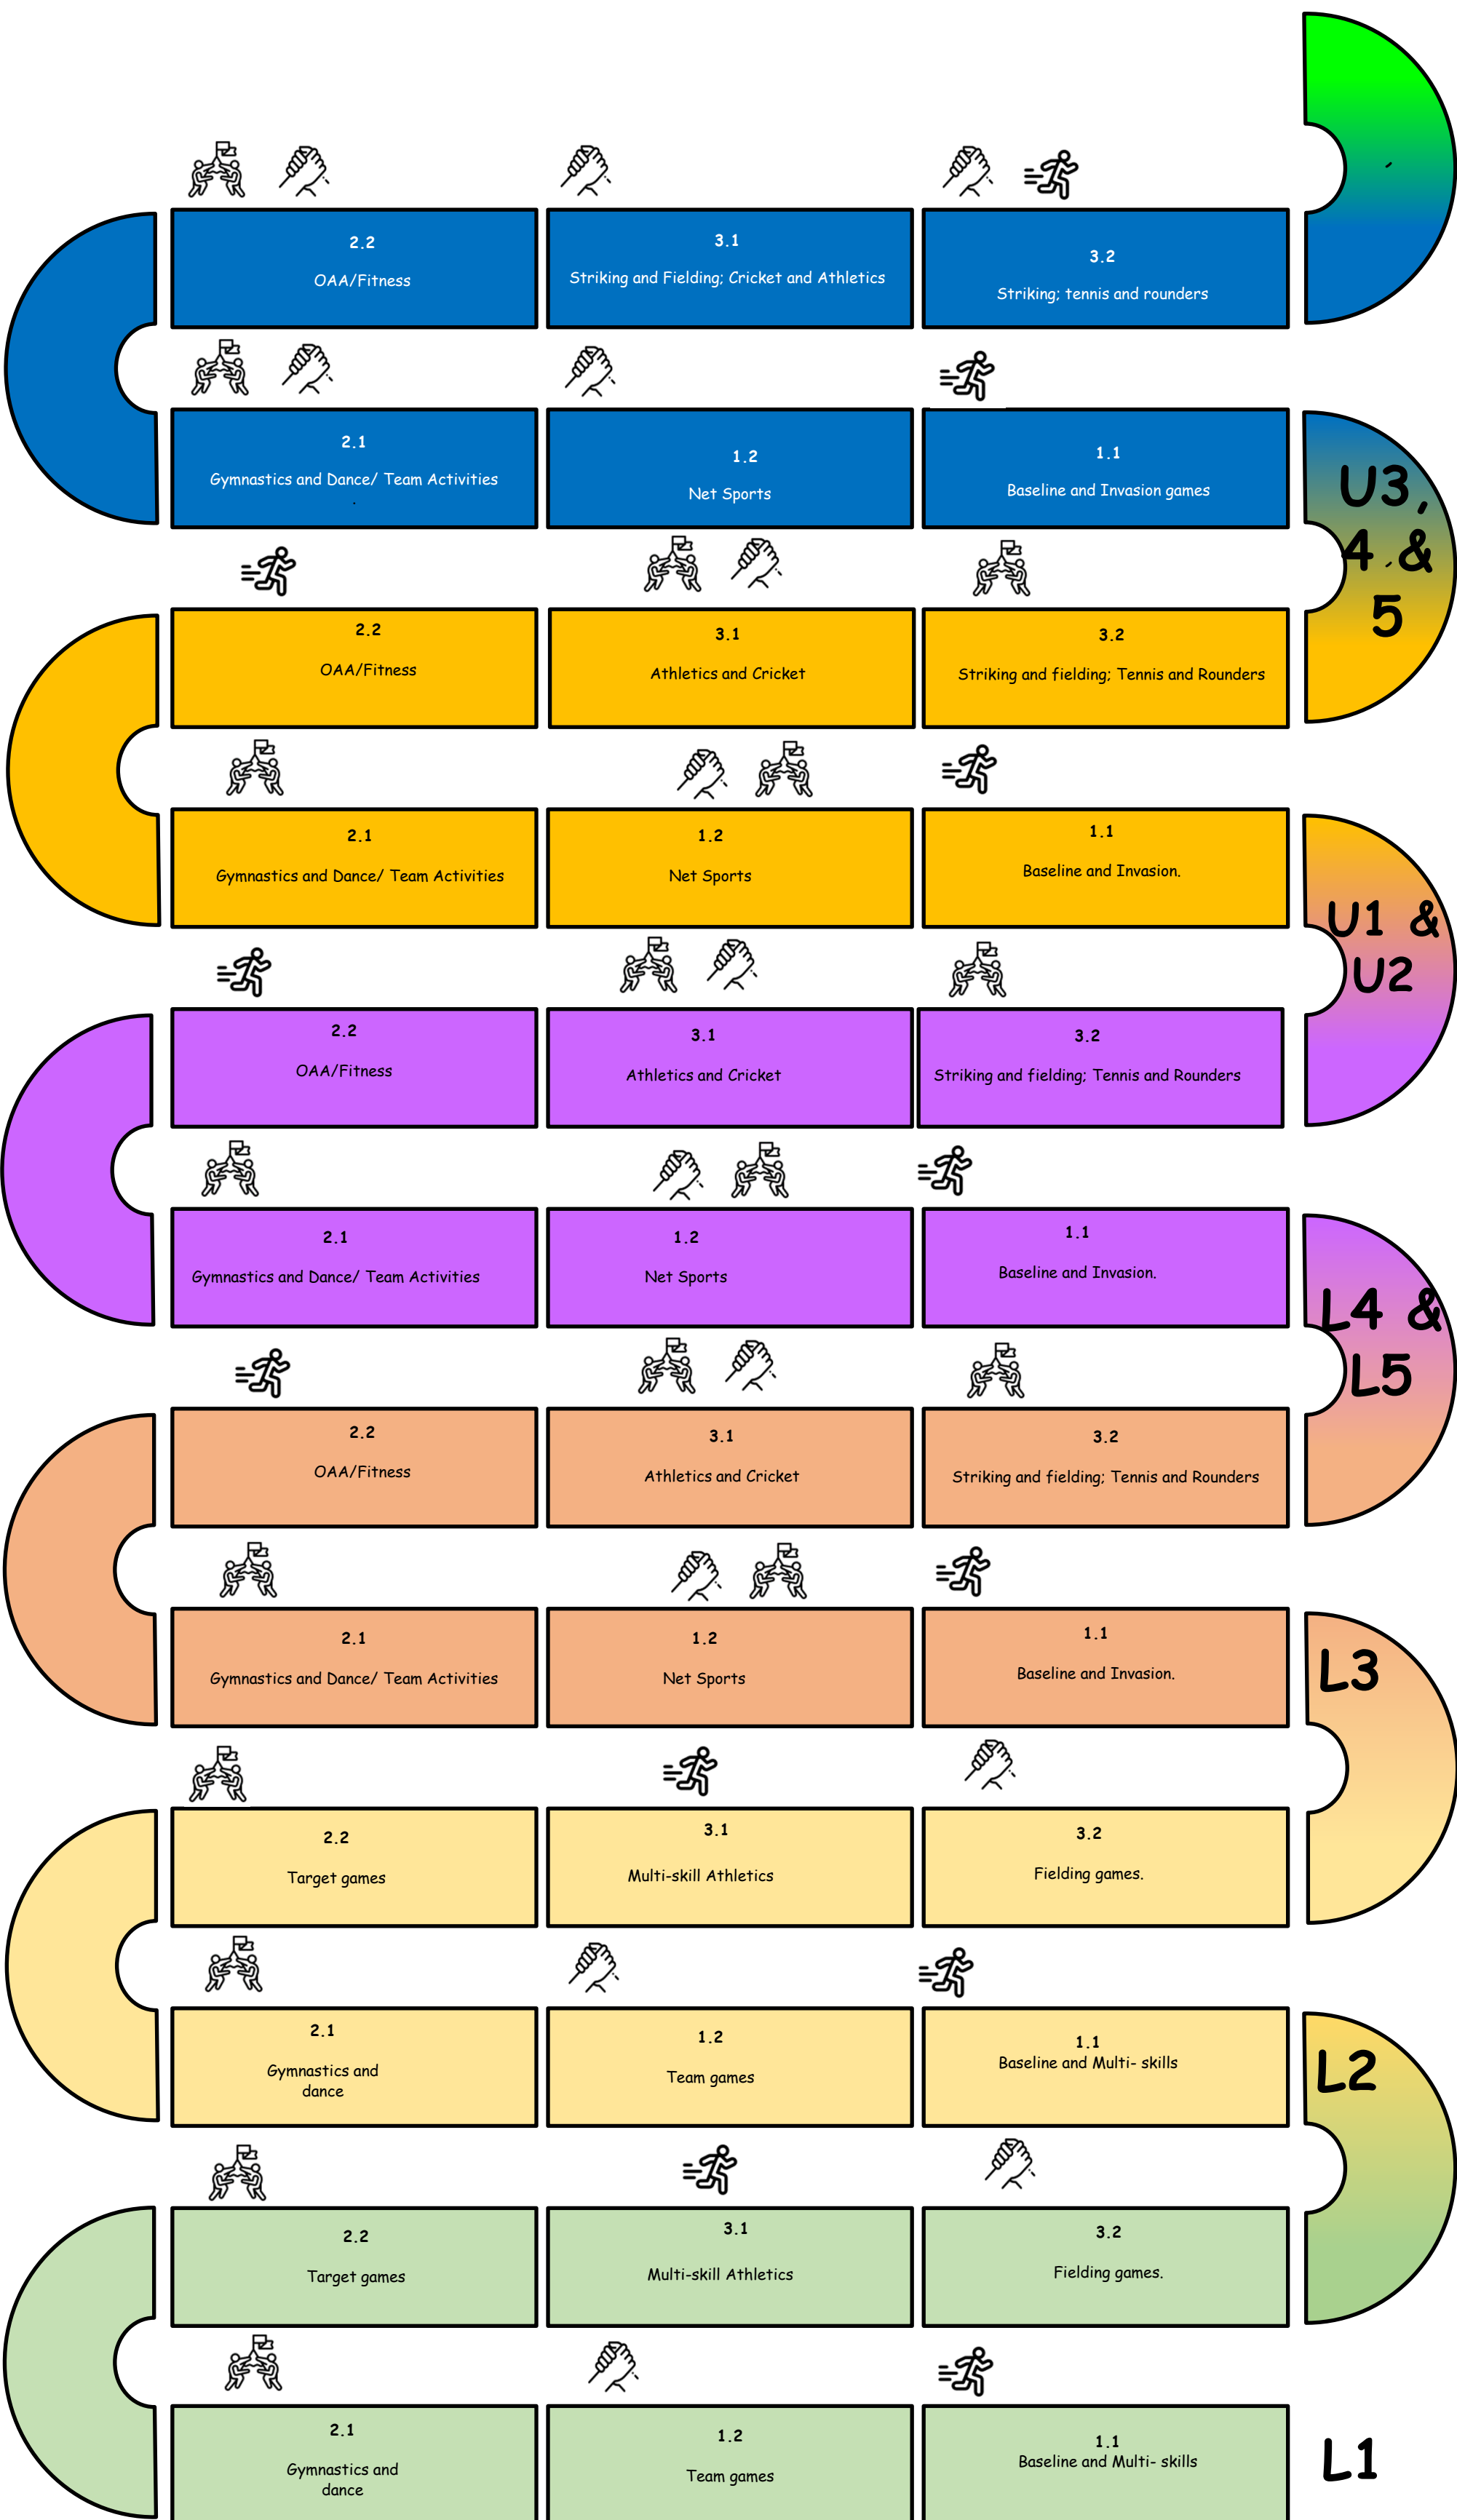 2.2
OAA/Fitness
3.1
Striking and Fielding; Cricket and Athletics
3.2
Striking; tennis and rounders
2.1
Gymnastics and Dance/ Team Activities
.
1.2
Net Sports
1.1
Baseline and Invasion games
U3,
4 &
5
2.2
OAA/Fitness
3.1
Athletics and Cricket
3.2
Striking and fielding; Tennis and Rounders
2.1
Gymnastics and Dance/ Team Activities
1.2
Net Sports
1.1
Baseline and Invasion.
U1 &
U2
2.2
OAA/Fitness
3.1
Athletics and Cricket
3.2
Striking and fielding; Tennis and Rounders
2.1
Gymnastics and Dance/ Team Activities
1.2
Net Sports
1.1
Baseline and Invasion.
L4 &
L5
2.2
OAA/Fitness
3.1
Athletics and Cricket
3.2
Striking and fielding; Tennis and Rounders
2.1
Gymnastics and Dance/ Team Activities
1.2
Net Sports
1.1
Baseline and Invasion.
L3
2.2
Target games
3.1
Multi-skill Athletics
3.2
Fielding games.
2.1
Gymnastics and
dance
1.2
Team games
1.1
Baseline and Multi- skills
L2
2.2
Target games
3.1
Multi-skill Athletics
3.2
Fielding games.
2.1
Gymnastics and
dance
1.2
Team games
1.1
Baseline and Multi- skills
L1